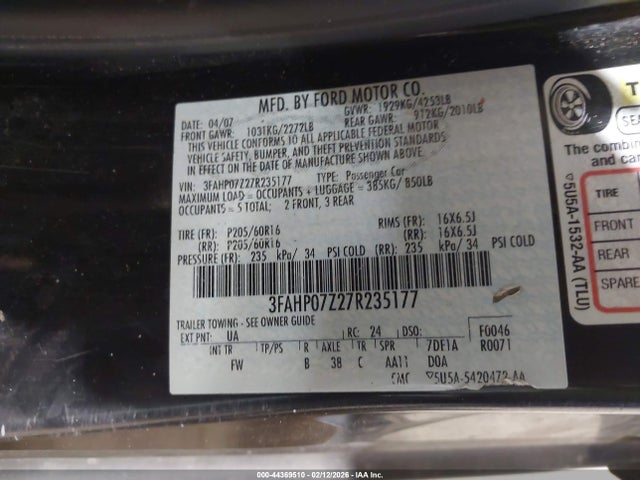 MFD. BY FORD MOTOR CO.
DATE: 04/07 GVWR: 1929KG/4253LB
FRONT GAWR: 1031KG/2272LB REAR GAWR: 912KG/2010LB
THIS VEHICLE CONFORMS TO ALL APPLICABLE FEDERAL MOTOR
VEHICLE SAFETY, BUMPER, AND THEFT PREVENTION STANDARDS
IN EFFECT ON THE DATE OF MANUFACTURE SHOWN ABOVE.
VIN: 3FAHP07Z27R235177 TYPE: Passenger Car
MAXIMUM LOAD = OCCUPANTS + LUGGAGE = 385KG/ 850LB
OCCUPANTS = 5 TOTAL; 2 FRONT, 3 REAR
TIRE (FR): P205/60R16 RIMS (FR): 16X6.5J
(RR): P205/60R16 (RR): 16X6.5J
PRESSURE (FR): 235 kPa/ 34 PSI COLD (RR): 235 kPa/ 34 PSI COLD
3FAHP07Z27R235177
TRAILER TOWING - SEE OWNER GUIDE
EXT PNT: UA RC: 24 DSO: F0046
INT TR TP/PS R AXLE TR SPR 7DF1A R0071
FW B 38 C AA11 DOA
▽5U5A-5420472-AA
T
The combin
and car
TIRE
FRONT
REAR
SPARE
▽5U5A-1532-AA (TLU)
000-44369510 - 02/12/2026 - IAA Inc.